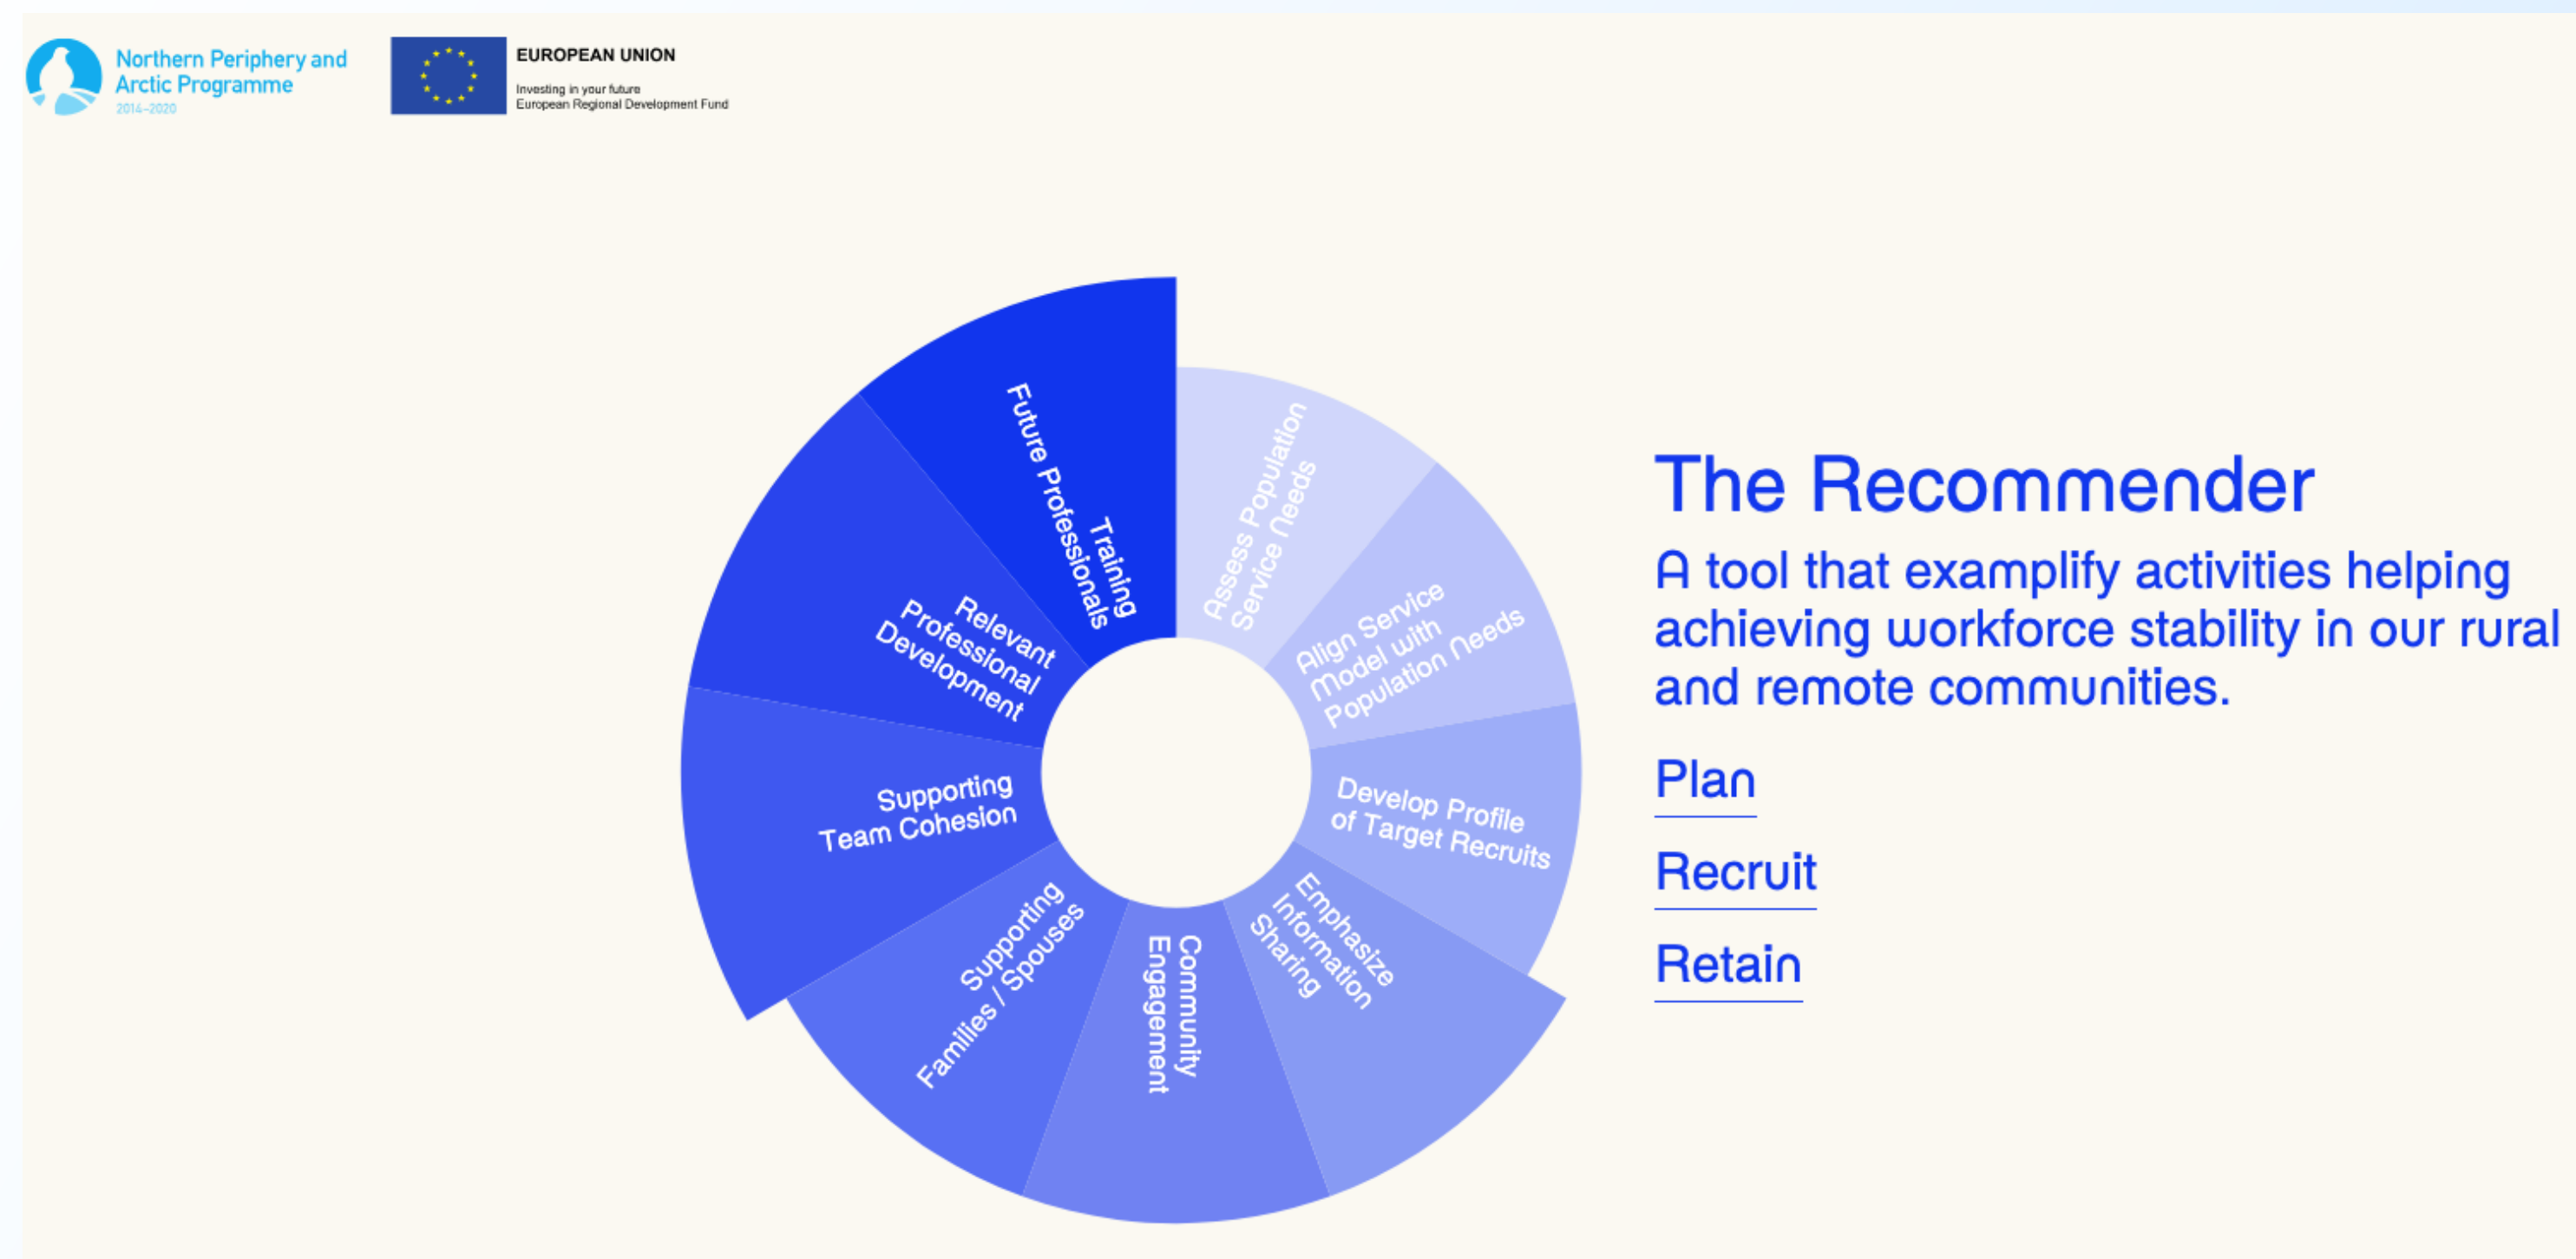 Northern Periphery and
Arctic Programme
2014–2020
EUROPEAN UNION
Investing in your future
European Regional Development Fund
Assess Population
Service Needs
Align Service
Model with
Population Needs
Develop Profile
of Target Recruits
Emphasize
Information
Sharing
Community
Engagement
Supporting
Families / Spouses
Supporting
Team Cohesion
Relevant
Professional
Development
Training
Future Professionals
The Recommender
A tool that examplify activities helping
achieving workforce stability in our rural
and remote communities.
Plan
Recruit
Retain